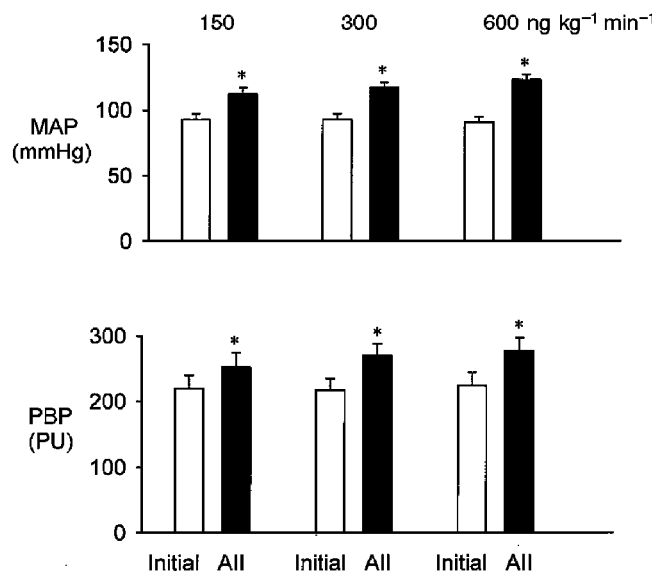 150 300 600 ng kg⁻¹ min⁻¹
150
* * *
MAP
(mmHg)
100
50
0
300
* * *
PBP
(PU)
200
100
0
Initial AII Initial AII Initial AII